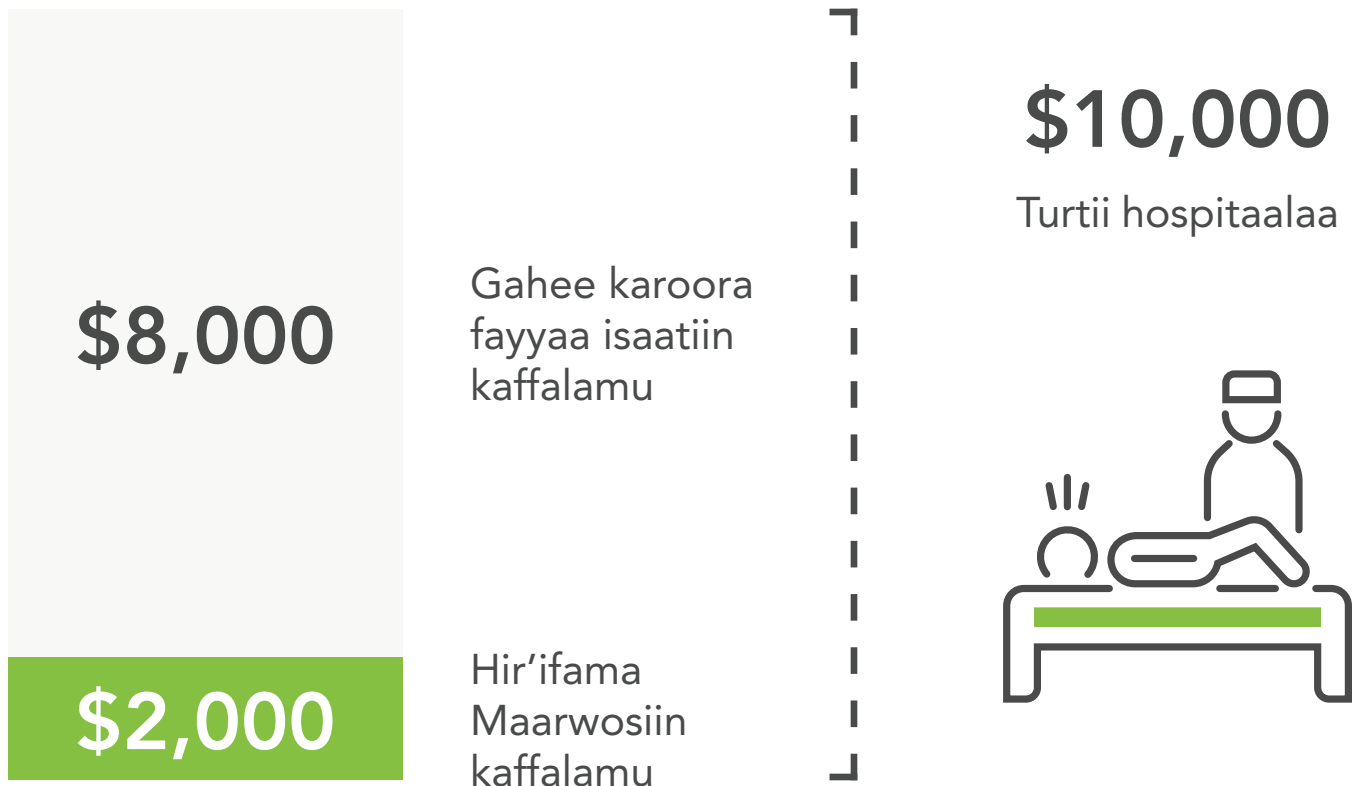 $8,000
Gahee karoora
fayyaa isaatiin
kaffalamu
$2,000
Hir’ifama
Maarwosiin
kaffalamu
$10,000
Turtii hospitaalaa